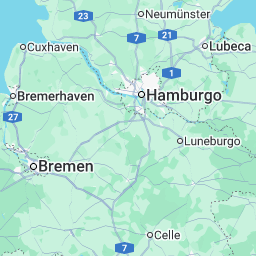 Neumünster
23
7
21
Cuxhaven
Lubeca
1
Bremerhaven
Hamburgo
27
Luneburgo
Bremen
Celle
7